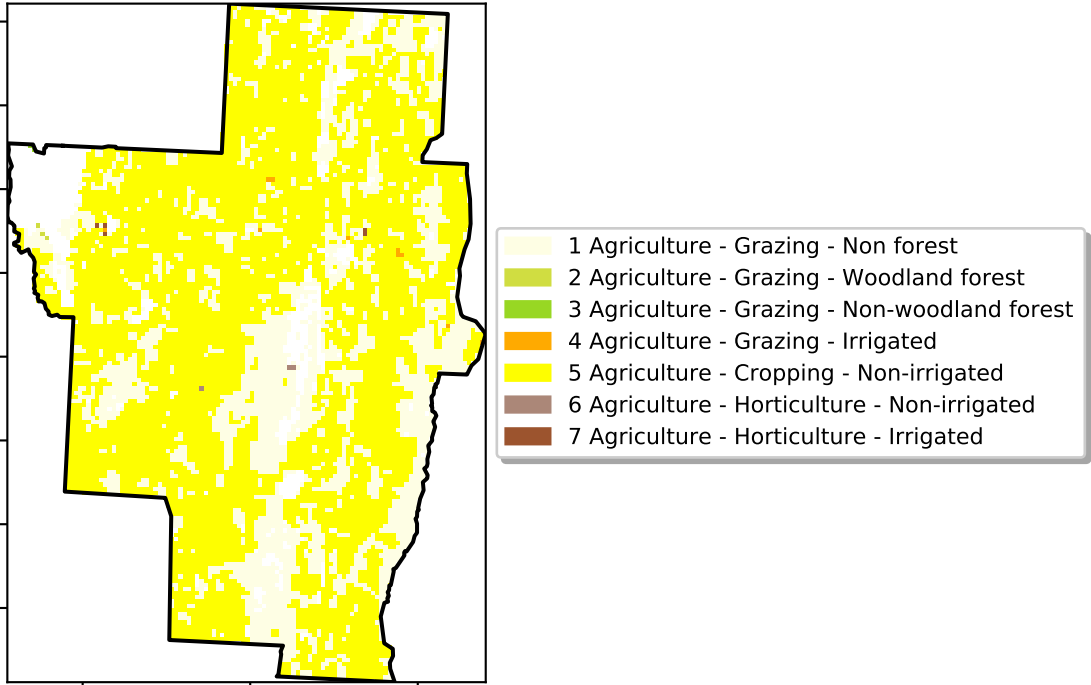 1 Agriculture - Grazing - Non forest
2 Agriculture - Grazing - Woodland forest
3 Agriculture - Grazing - Non-woodland forest
4 Agriculture - Grazing - Irrigated
5 Agriculture - Cropping - Non-irrigated
6 Agriculture - Horticulture - Non-irrigated
7 Agriculture - Horticulture - Irrigated